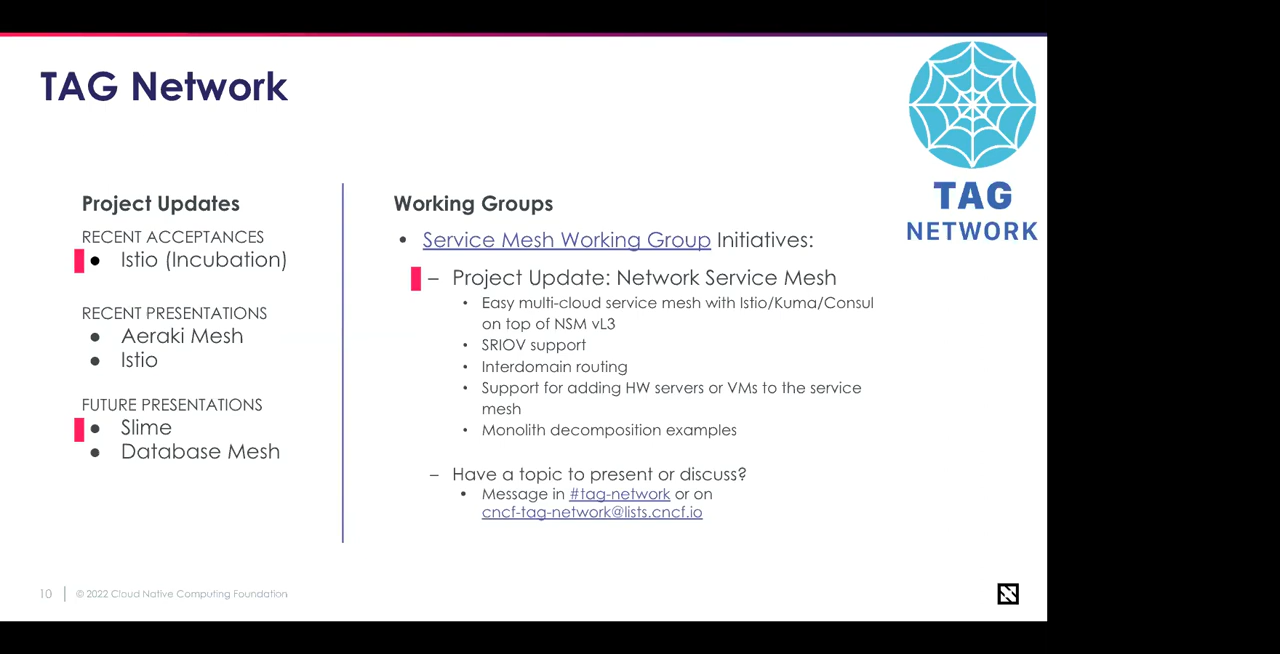 TAG Network
TAG
NETWORK
Project Updates
RECENT ACCEPTANCES
● Istio (Incubation)
RECENT PRESENTATIONS
● Aeraki Mesh
● Istio
FUTURE PRESENTATIONS
● Slime
● Database Mesh
Working Groups
• Service Mesh Working Group Initiatives:
– Project Update: Network Service Mesh
• Easy multi-cloud service mesh with Istio/Kuma/Consul
on top of NSM vL3
• SRIOV support
• Interdomain routing
• Support for adding HW servers or VMs to the service
mesh
• Monolith decomposition examples
– Have a topic to present or discuss?
• Message in #tag-network or on
cncf-tag-network@lists.cncf.io
10 | © 2022 Cloud Native Computing Foundation